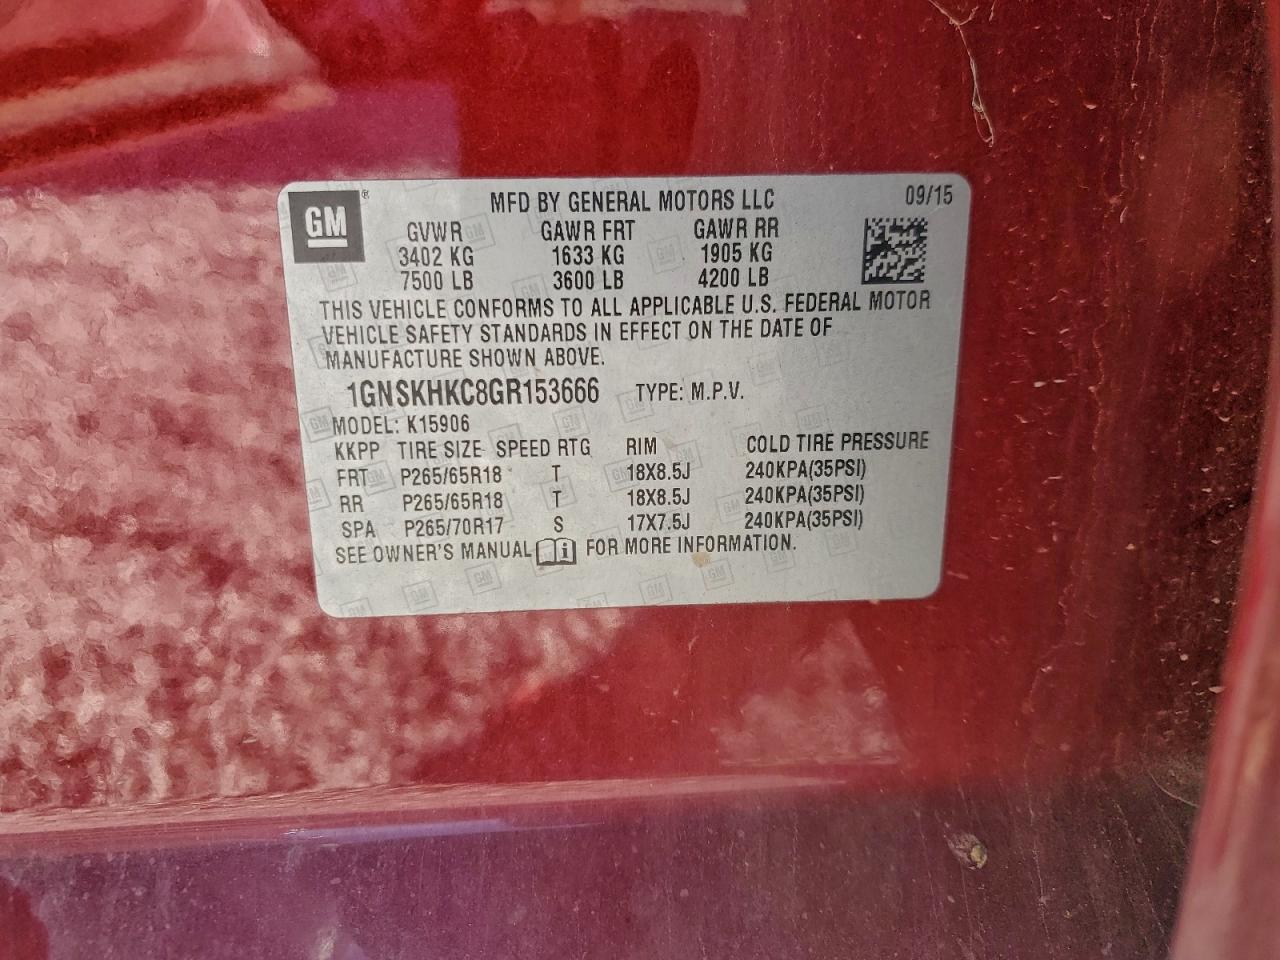 GM®
MFD BY GENERAL MOTORS LLC 09/15
GVWR GAWR FRT GAWR RR
3402 KG 1633 KG 1905 KG
7500 LB 3600 LB 4200 LB
THIS VEHICLE CONFORMS TO ALL APPLICABLE U.S. FEDERAL MOTOR
VEHICLE SAFETY STANDARDS IN EFFECT ON THE DATE OF
MANUFACTURE SHOWN ABOVE.
1GNSKHKC8GR153666 TYPE: M.P.V.
MODEL: K15906
KKPP TIRE SIZE SPEED RTG RIM COLD TIRE PRESSURE
FRT P265/65R18 T 18X8.5J 240KPA(35PSI)
RR P265/65R18 T 18X8.5J 240KPA(35PSI)
SPA P265/70R17 S 17X7.5J 240KPA(35PSI)
SEE OWNER'S MANUAL FOR MORE INFORMATION.